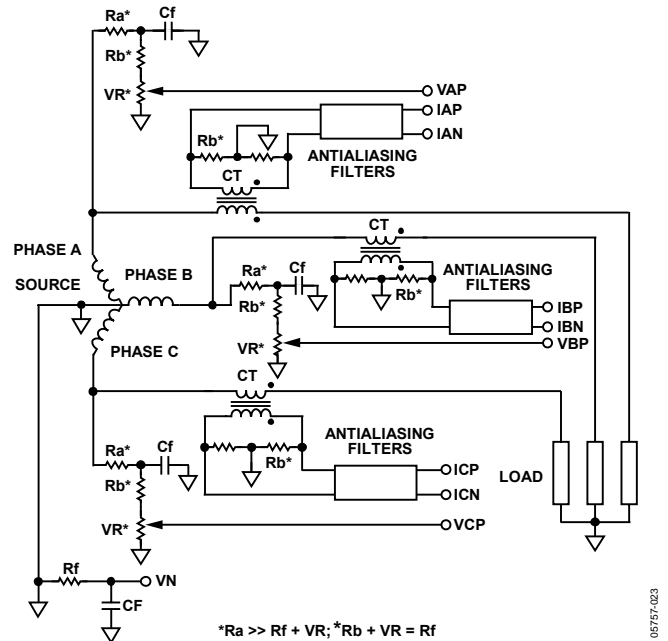 Ra*
Cf
Rb*
VR*
VAP
IAP
IAN
Rb*
ANTIALIASING
FILTERS
CT
PHASE A
SOURCE
PHASE B
PHASE C
CT
Ra*
Cf
Rb*
VR*
Rb*
ANTIALIASING
FILTERS
IBP
IBN
VBP
CT
Ra*
Cf
Rb*
VR*
Rb*
ANTIALIASING
FILTERS
ICP
ICN
VCP
LOAD
Rf
VN
CF
*Ra >> Rf + VR; *Rb + VR = Rf
05757-023